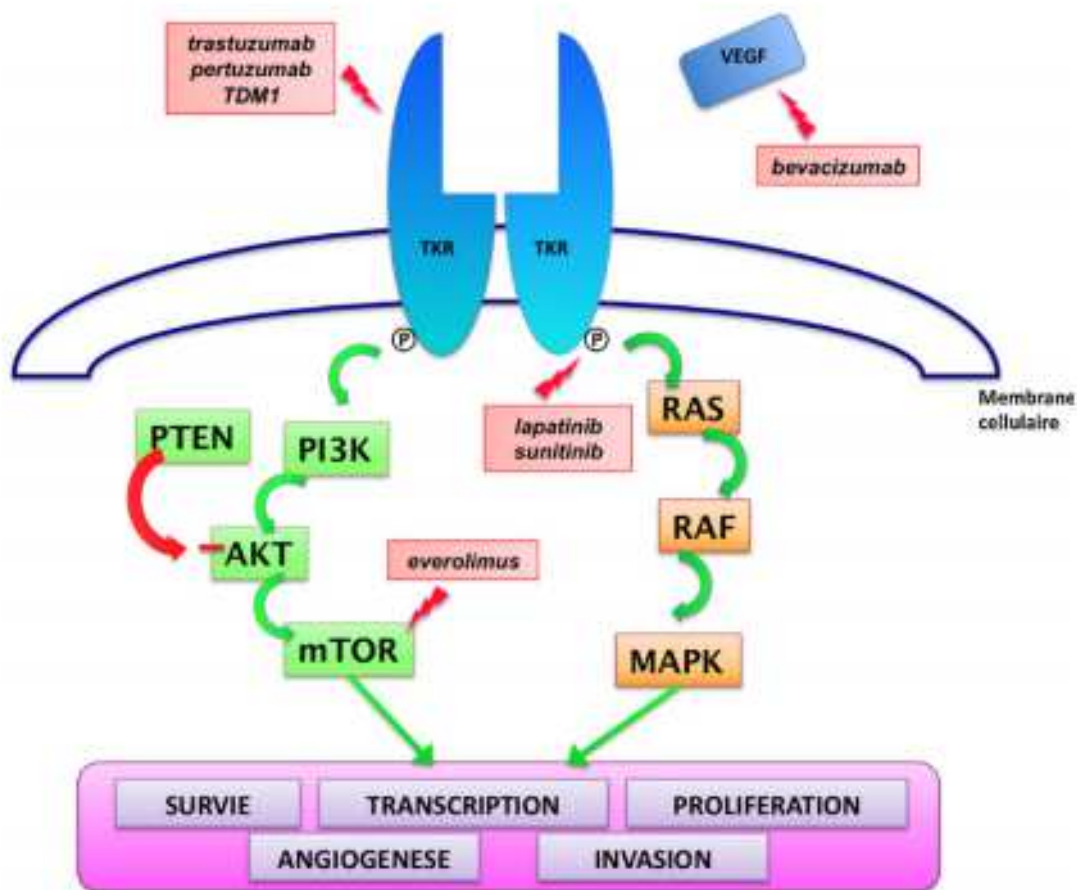 trastuzumab
pertuzumab
TDM1
VEGF
bevacizumab
TKR
TKR
P
P
Membrane
cellulaire
lapatinib
sunitinib
RAS
PTEN
PI3K
RAF
AKT
everolimus
mTOR
MAPK
SURVIE
TRANSCRIPTION
PROLIFERATION
ANGIOGENESE
INVASION